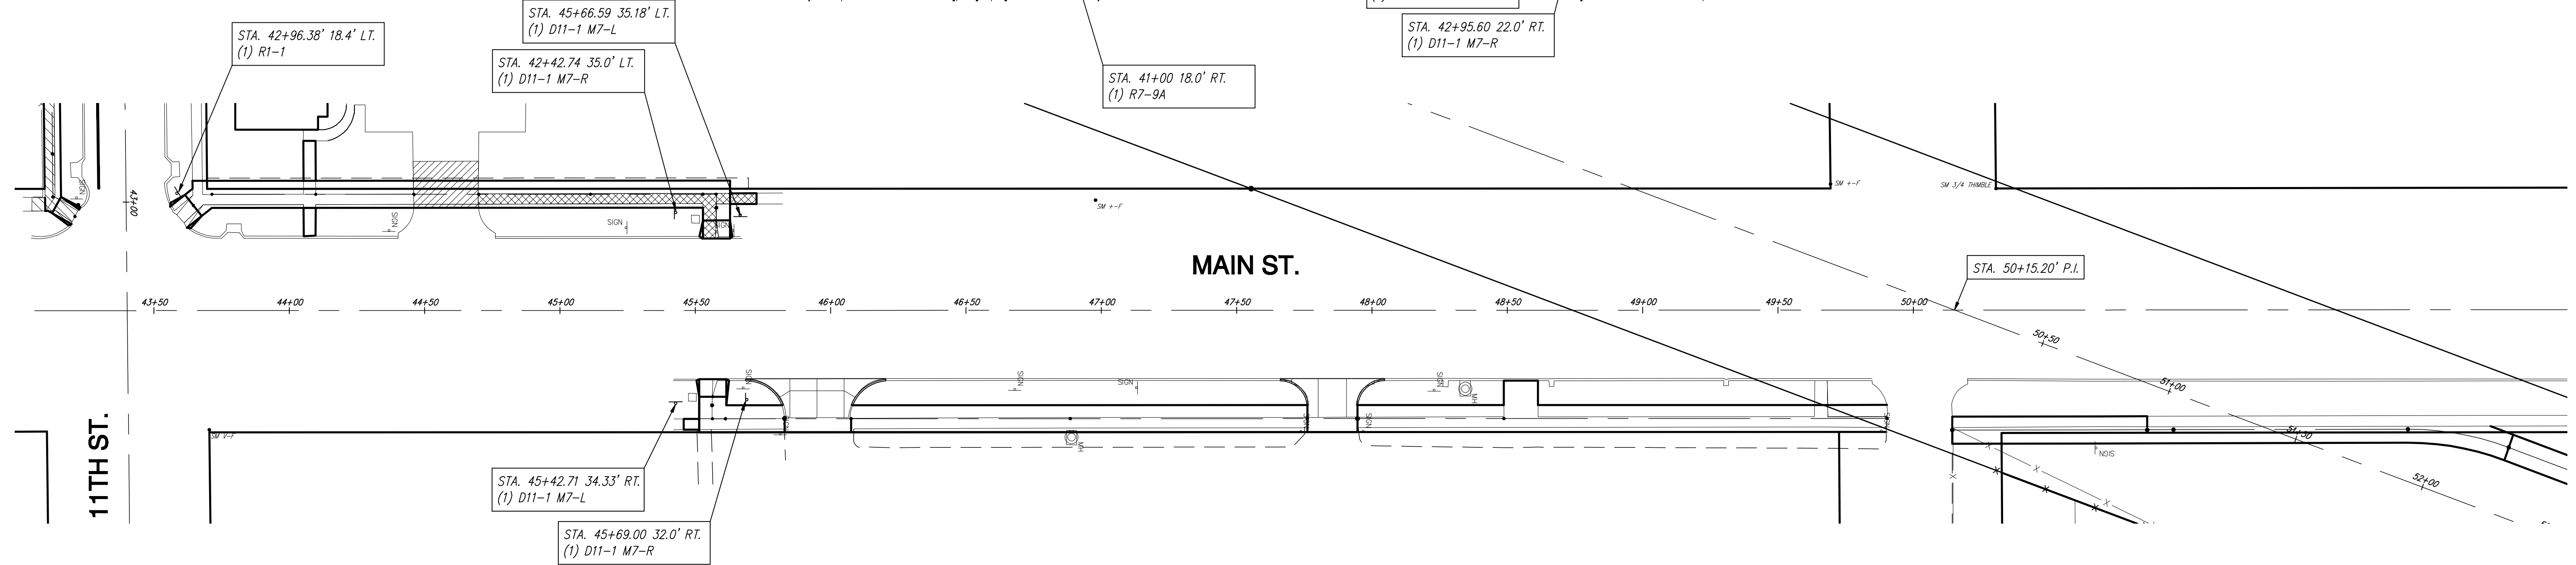 STA. 45+66.59 35.18' LT.
(1) D11-1 M7-L
STA. 42+96.38' 18.4' LT.
(1) R1-1
STA. 42+42.74 35.0' LT.
(1) D11-1 M7-R
STA. 41+00 18.0' RT.
(1) R7-9A
STA. 42+95.60 22.0' RT.
(1) D11-1 M7-R
SIGN
43+00
SIGN
SIGN
SIGN
SM +-F
SM +-F
SM 3/4 THIMBLE
MAIN ST.
STA. 50+15.20' P.I.
43+50
44+00
44+50
45+00
45+50
46+00
46+50
47+00
47+50
48+00
48+50
49+00
49+50
50+00
50+50
51+00
51+50
52+00
SIGN
SIGN
SIGN
SIGN
MH
SIGN
SIGN
SIGN
SIGN
MH
SIGN
SM V-F
11TH ST.
STA. 45+42.71 34.33' RT.
(1) D11-1 M7-L
STA. 45+69.00 32.0' RT.
(1) D11-1 M7-R